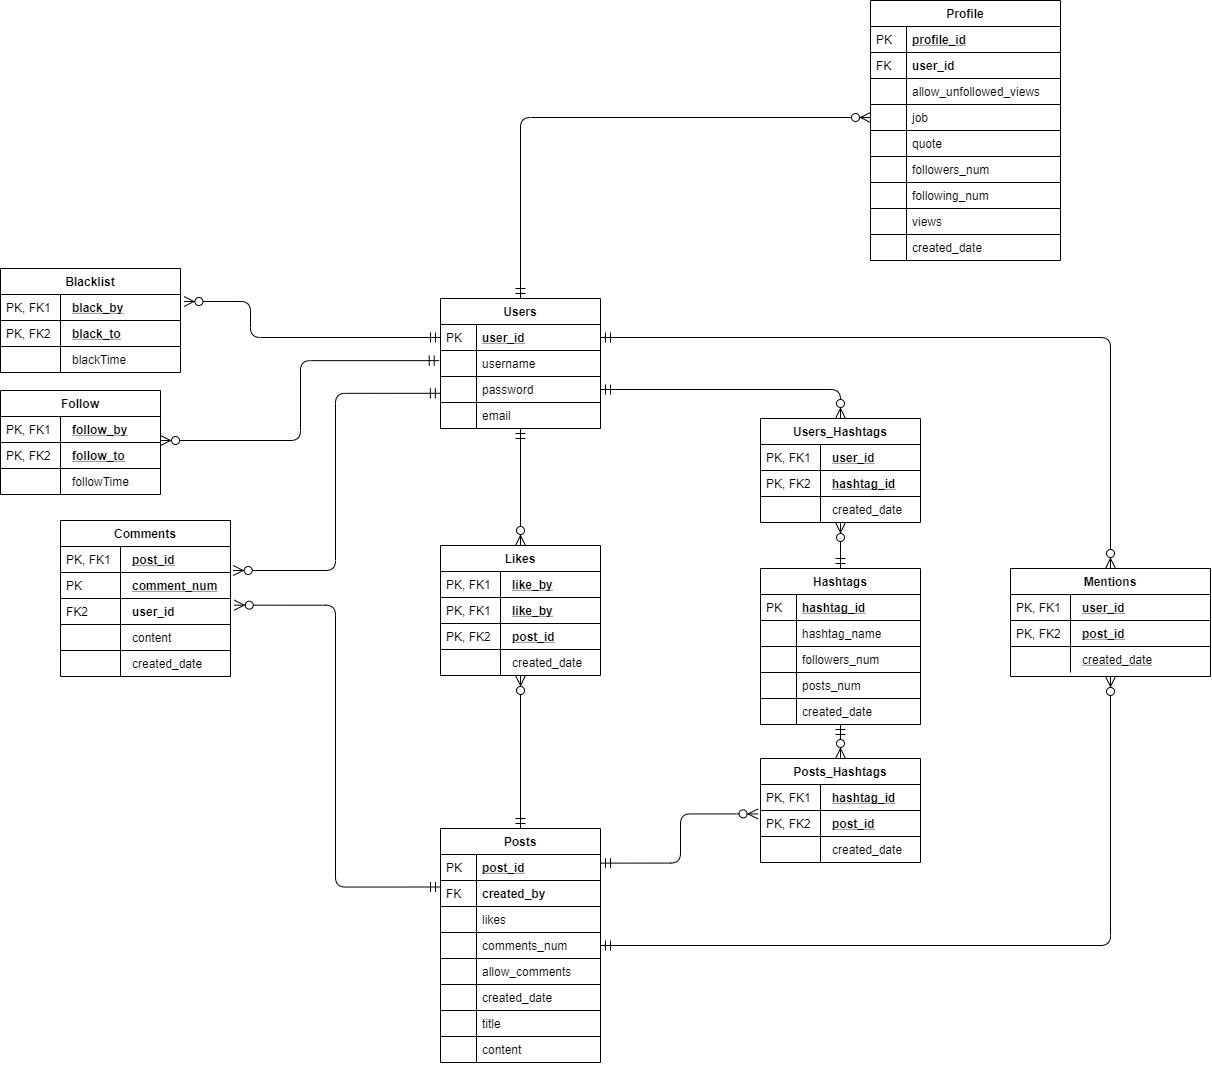 Profile
PK profile_id
FK user_id
allow_unfollowed_views
job
quote
followers_num
following_num
views
created_date
Blacklist
PK, FK1 black_by
PK, FK2 black_to
blackTime
Users
PK user_id
username
password
email
Follow
PK, FK1 follow_by
PK, FK2 follow_to
followTime
Users_Hashtags
PK, FK1 user_id
PK, FK2 hashtag_id
created_date
Comments
PK, FK1 post_id
PK comment_num
FK2 user_id
content
created_date
Likes
PK, FK1 like_by
PK, FK1 like_by
PK, FK2 post_id
created_date
Hashtags
PK hashtag_id
hashtag_name
followers_num
posts_num
created_date
Mentions
PK, FK1 user_id
PK, FK2 post_id
created_date
Posts_Hashtags
PK, FK1 hashtag_id
PK, FK2 post_id
created_date
Posts
PK post_id
FK created_by
likes
comments_num
allow_comments
created_date
title
content